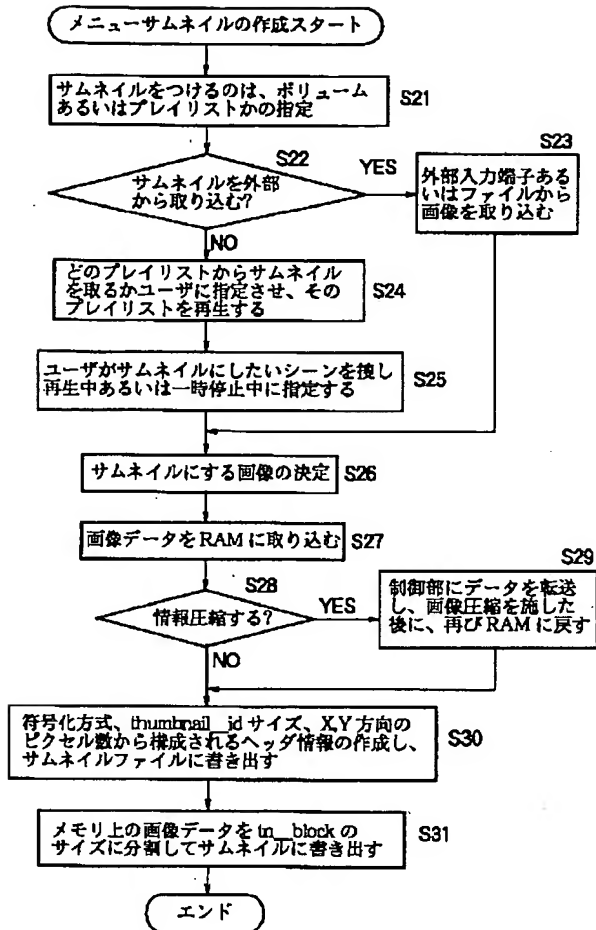 メニューサムネイルの作成スタート
サムネイルをつけるのは、ボリューム
あるいはプレイリストかの指定
S21
S22
サムネイルを外部
から取り込む?
YES
S23
外部入力端子ある
いはファイルから
画像を取り込む
NO
どのプレイリストからサムネイル
を取るかユーザに指定させ、その
プレイリストを再生する
S24
ユーザがサムネイルにしたいシーンを捜し
再生中あるいは一時停止中に指定する
S25
サムネイルにする画像の決定
S26
画像データをRAMに取り込む
S27
S28
情報圧縮する?
YES
S29
制御部にデータを転送
し、画像圧縮を施した
後に、再びRAMに戻す
NO
符号化方式、thumbnail_idサイズ、X,Y方向の
ピクセル数から構成されるヘッダ情報の作成し、
サムネイルファイルに書き出す
S30
メモリ上の画像データをtn_blockの
サイズに分割してサムネイルに書き出す
S31
エンド